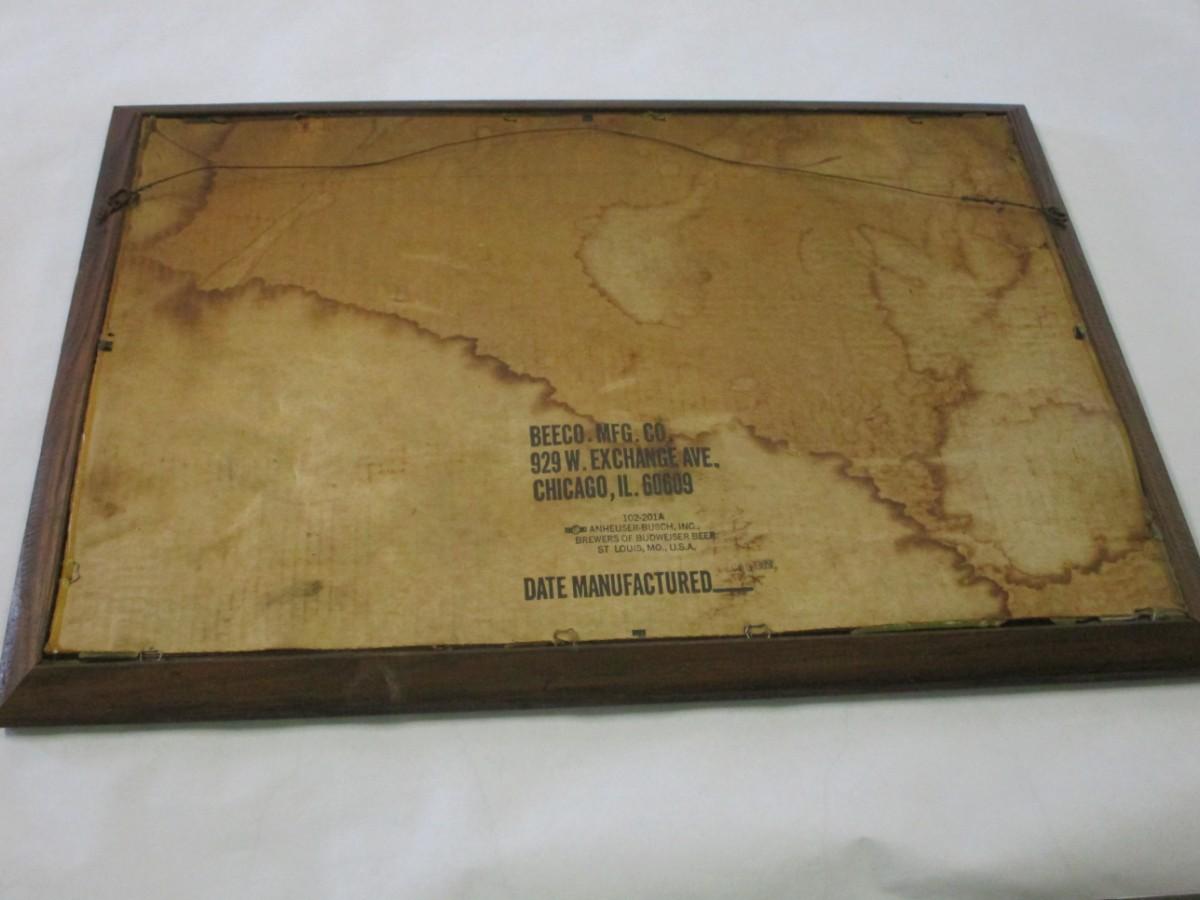 BEECO. MFG. CO.
929 W. EXCHANGE AVE.
CHICAGO, IL. 60609
102-201A
ANHEUSER-BUSCH, INC.,
BREWERS OF BUDWEISER BEER
ST LOUIS, MO., U.S.A.
DATE MANUFACTURED